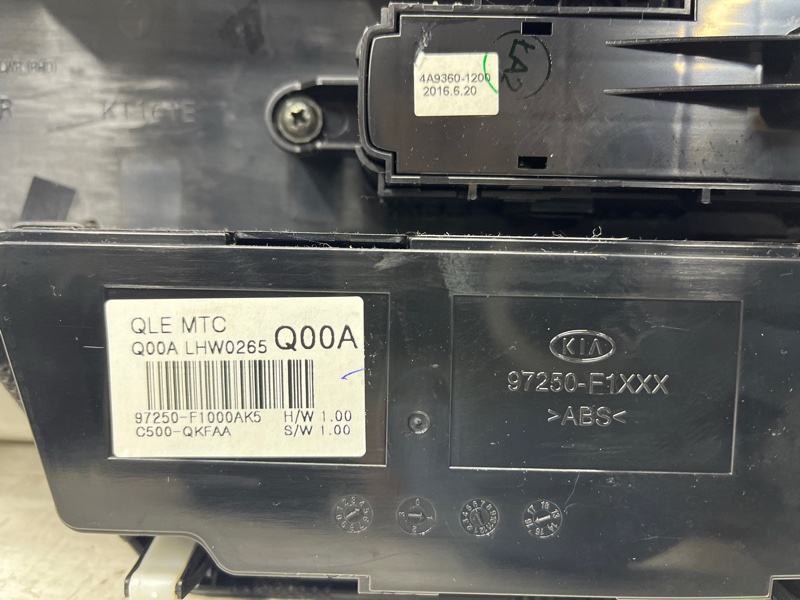 4A9360-1200
2016.6.20
QLE MTC
Q00A LHW0265 Q00A
97250-F1000AK5 H/W 1.00
C500-QKFAA S/W 1.00
KIA
97250-F1XXX
>ABS<